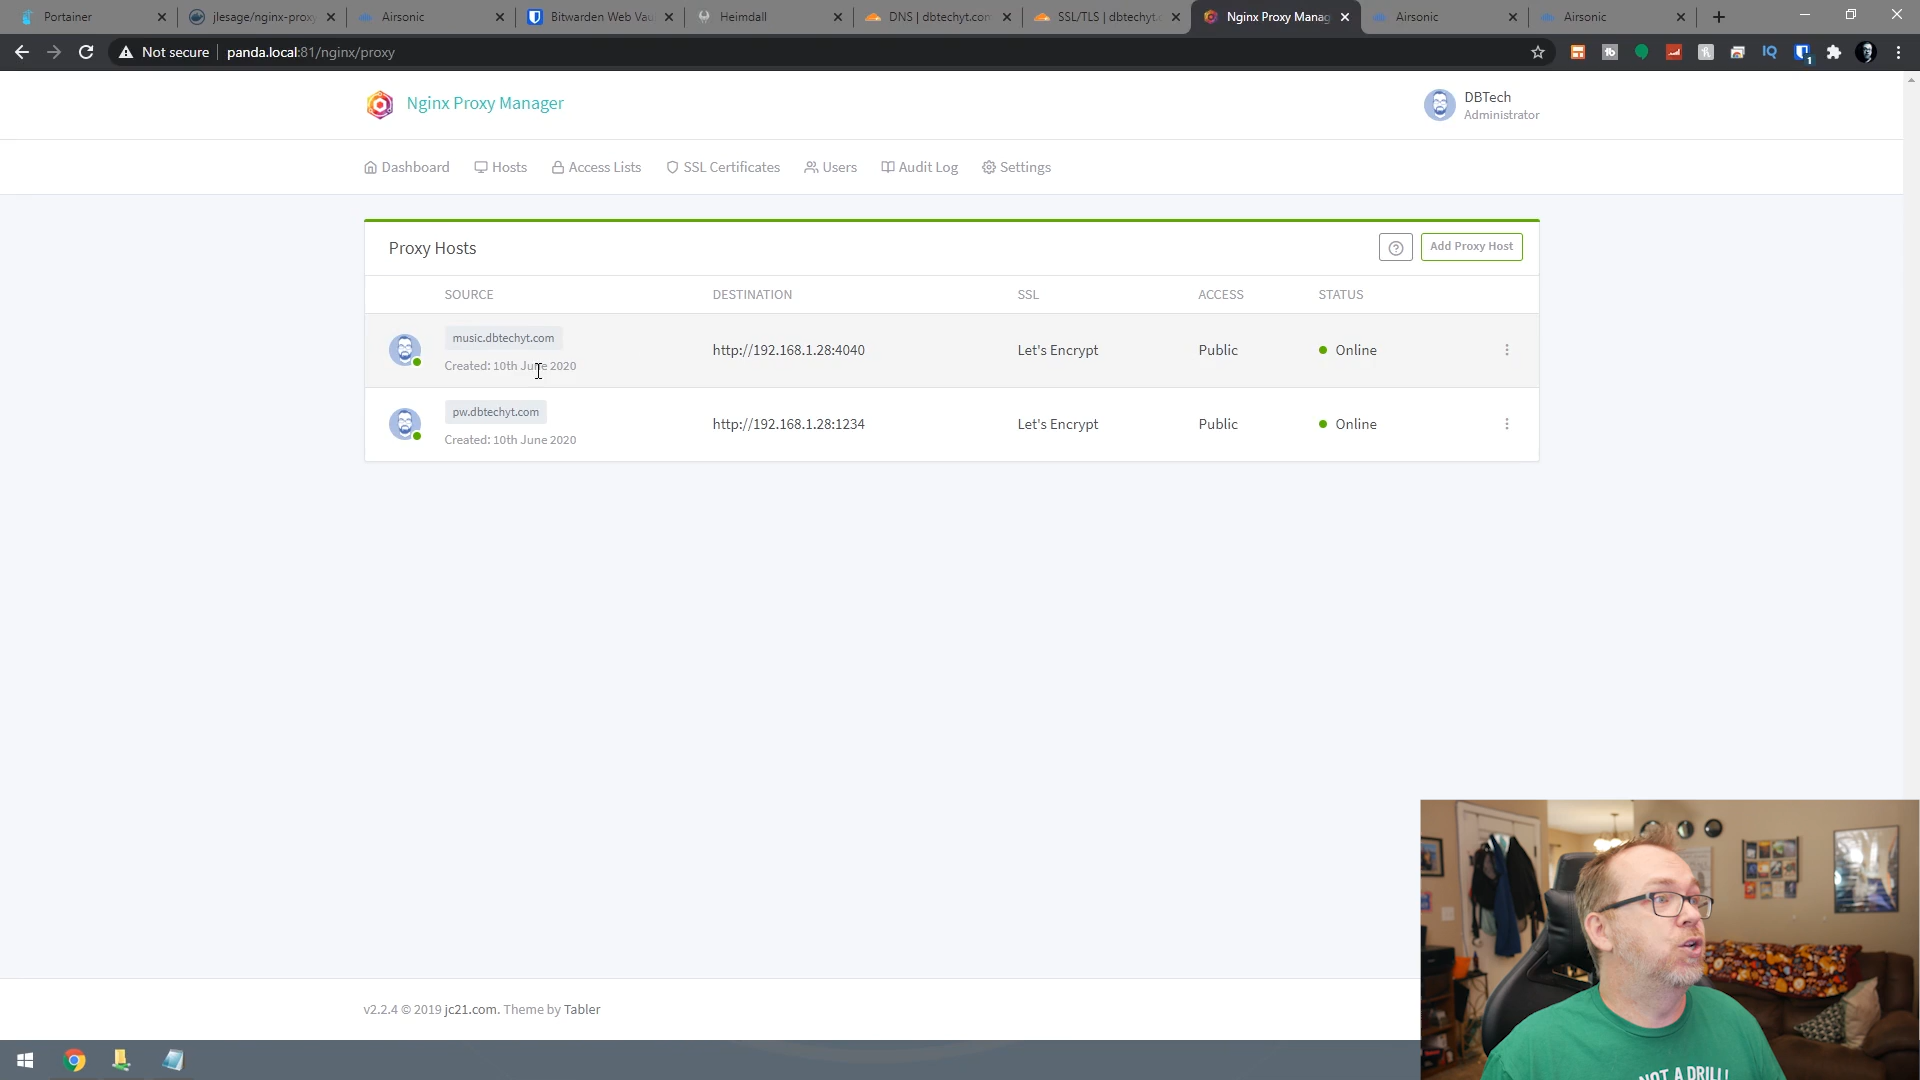 Portainer
jlesage/nginx-proxy
Airsonic
Bitwarden Web Vau
Heimdall
DNS | dbtechyt.com
SSL/TLS | dbtechyt.c
Nginx Proxy Manag
Airsonic
Airsonic
Not secure
panda.local:81/nginx/proxy
Nginx Proxy Manager
DBTech
Administrator
Dashboard
Hosts
Access Lists
SSL Certificates
Users
Audit Log
Settings
Proxy Hosts
Add Proxy Host
SOURCE DESTINATION SSL ACCESS STATUS
music.dbtechyt.com
Created: 10th June 2020
http://192.168.1.28:4040 Let's Encrypt Public Online
pw.dbtechyt.com
Created: 10th June 2020
http://192.168.1.28:1234 Let's Encrypt Public Online
v2.2.4 © 2019 jc21.com. Theme by Tabler
NOT A DRILL!